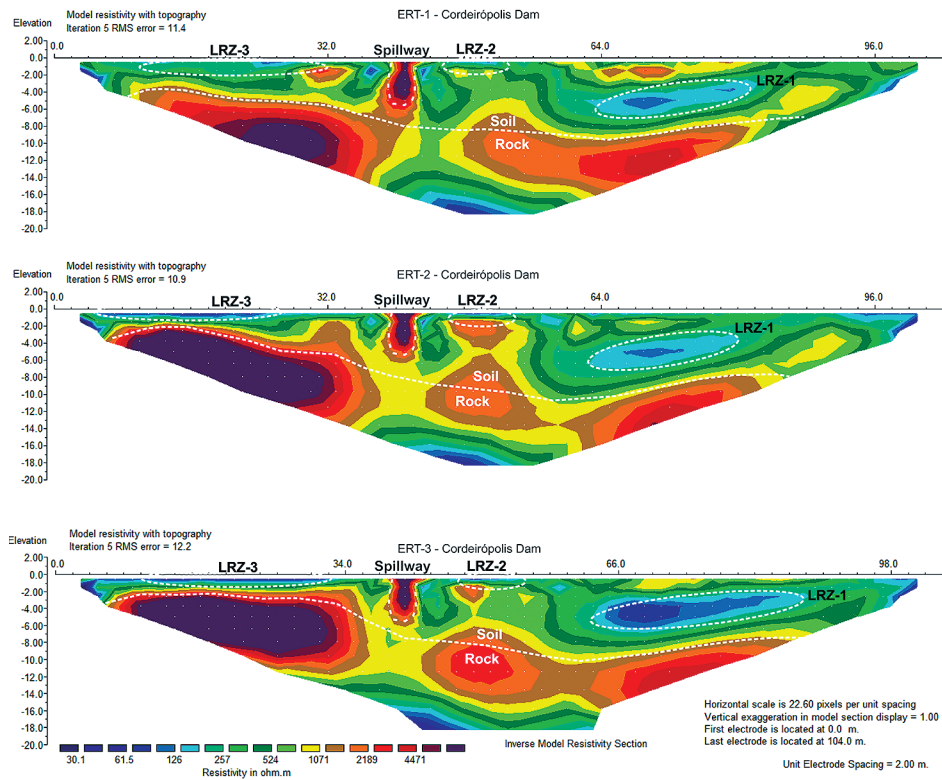 Model resistivity with topography
Iteration 5 RMS error = 11.4
ERT-1 - Cordeirópolis Dam
Elevation
LRZ-3 Spillway LRZ-2
0.0 32.0 64.0 96.0
2.00
0.0
-2.00
-4.00
-6.00
-8.00
-10.0
-12.0
-14.0
-16.0
-18.0
-20.0
LRZ-1
Soil
Rock
Model resistivity with topography
Iteration 5 RMS error = 10.9
ERT-2 - Cordeirópolis Dam
Elevation
LRZ-3 Spillway LRZ-2
0.0 32.0 64.0 96.0
2.00
0.0
-2.00
-4.00
-6.00
-8.00
-10.0
-12.0
-14.0
-16.0
-18.0
-20.0
LRZ-1
Soil
Rock
Model resistivity with topography
Iteration 5 RMS error = 12.2
ERT-3 - Cordeirópolis Dam
Elevation
LRZ-3 Spillway LRZ-2
0.0 34.0 66.0 98.0
2.00
0.0
-2.00
-4.00
-6.00
-8.00
-10.0
-12.0
-14.0
-16.0
-18.0
-20.0
LRZ-1
Soil
Rock
Horizontal scale is 22.60 pixels per unit spacing
Vertical exaggeration in model section display = 1.00
First electrode is located at 0.0 m.
Last electrode is located at 104.0 m.
Inverse Model Resistivity Section
30.1 61.5 126 257 524 1071 2189 4471
Resistivity in ohm.m
Unit Electrode Spacing = 2.00 m.